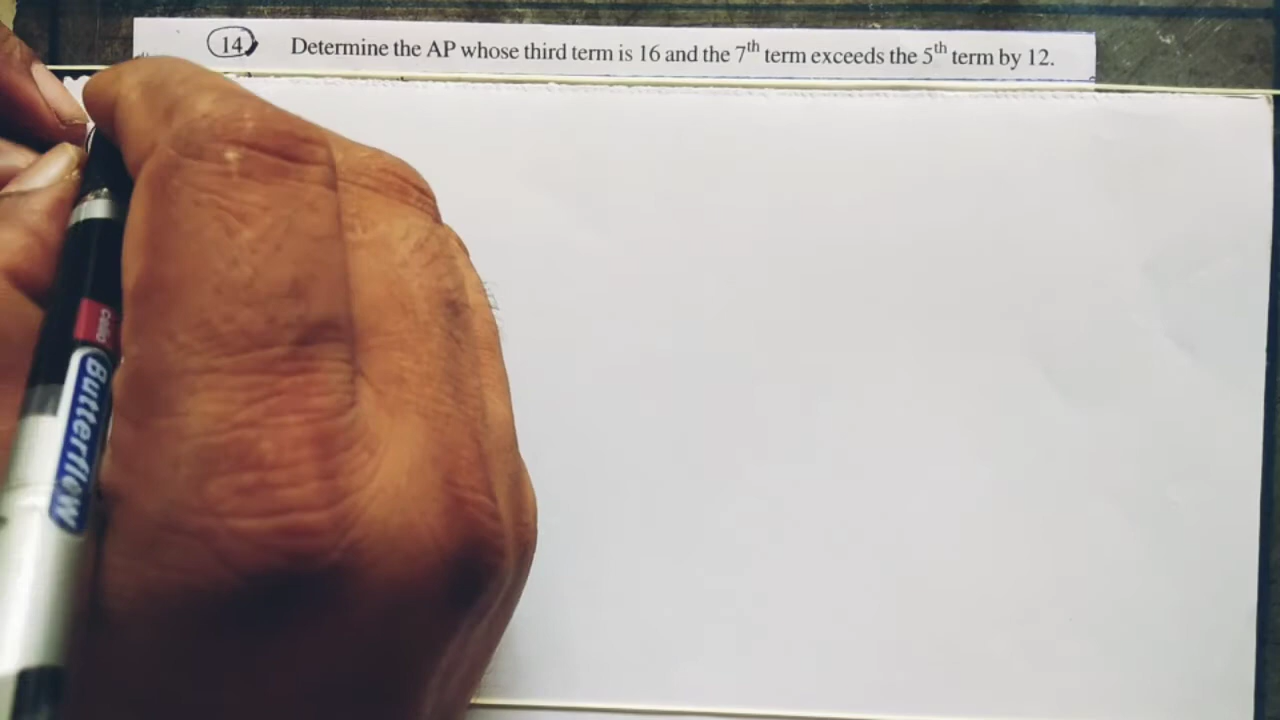 14 Determine the AP whose third term is 16 and the 7th term exceeds the 5th term by 12.
cello
Butterflow